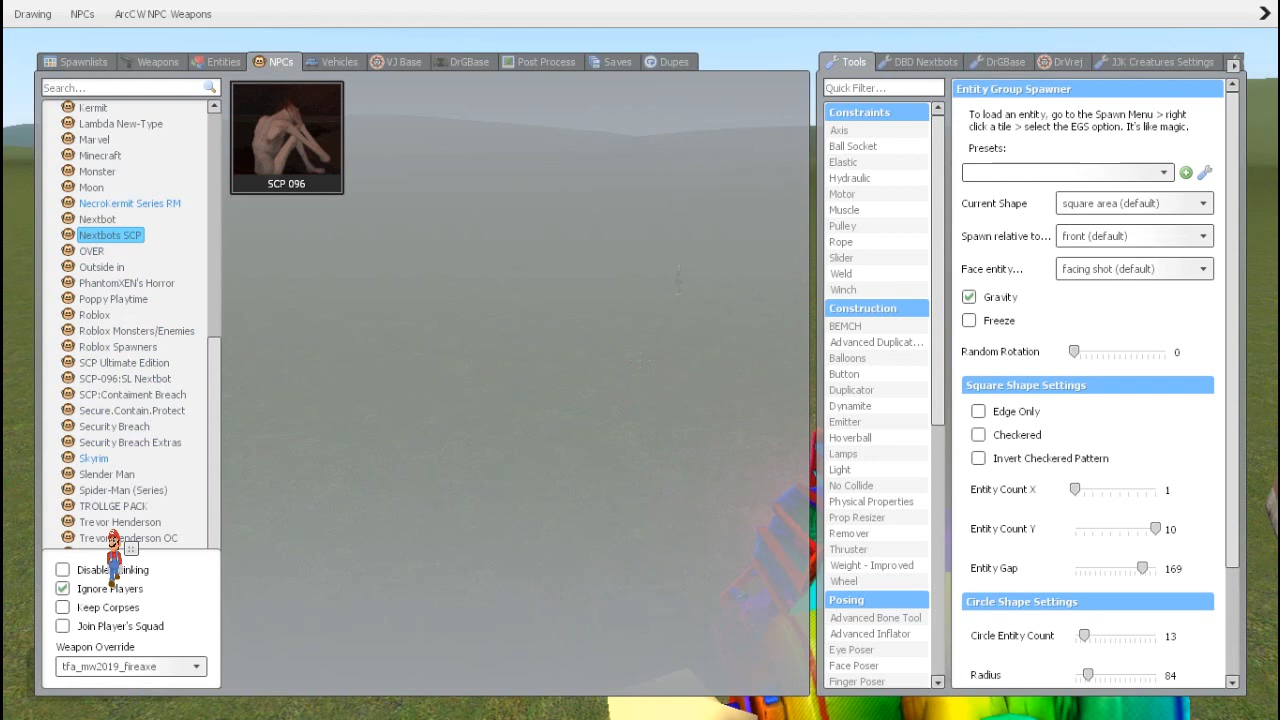 Drawing NPCs ArcCW NPC Weapons
Spawnlists Weapons Entities NPCs Vehicles VJ Base DrGBase Post Process Saves Dupes
Search...
Kermit
Lambda New-Type
Marvel
Minecraft
Monster
Moon
NecroKermit Series RM
Nextbot
Nextbots SCP
OVER
Outside in
PhantomXEN's Horror
Poppy Playtime
Roblox
Roblox Monsters/Enemies
Roblox Spawners
SCP Ultimate Edition
SCP-096:SL Nextbot
SCP:Contaiment Breach
Secure.Contain.Protect
Security Breach
Security Breach Extras
Skyrim
Slender Man
Spider-Man (Series)
TROLLGE PACK
Trevor Henderson
Trevor Henderson OC
Ignore Players
Keep Corpses
Join Player's Squad
Weapon Override
tfa_mw2019_fireaxe
SCP 096
Tools DBD Nextbots DrGBase DrVrej JJK Creatures Settings
Quick Filter...
Constraints
Axis
Ball Socket
Elastic
Hydraulic
Motor
Muscle
Pulley
Rope
Slider
Weld
Winch
Construction
BEMCH
Advanced Duplicat...
Balloons
Button
Duplicator
Dynamite
Emitter
Hoverball
Lamps
Light
No Collide
Physical Properties
Prop Resizer
Remover
Thruster
Weight - Improved
Wheel
Posing
Advanced Bone Tool
Advanced Inflator
Eye Poser
Face Poser
Finger Poser
Entity Group Spawner
To load an entity, go to the Spawn Menu > right
click a tile > select the EGS option. It's like magic.
Presets:
Current Shape square area (default)
Spawn relative to... front (default)
Face entity... facing shot (default)
Gravity
Freeze
Random Rotation 0
Square Shape Settings
Edge Only
Checkered
Invert Checkered Pattern
Entity Count X 1
Entity Count Y 10
Entity Gap 169
Circle Shape Settings
Circle Entity Count 13
Radius 84